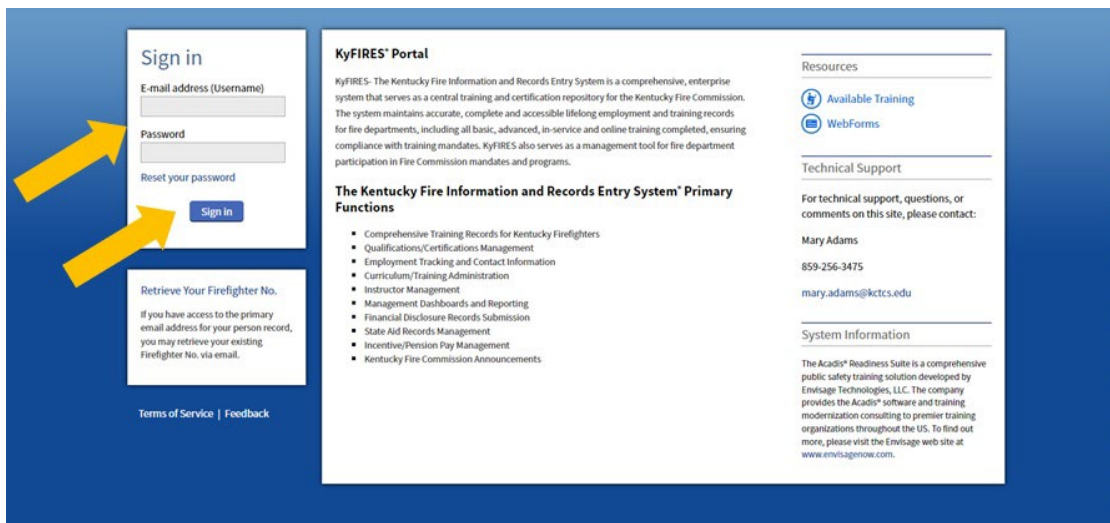 Sign in
E-mail address (Username)
Password
Reset your password
Sign in
Retrieve Your Firefighter No.
If you have access to the primary
email address for your person record,
you may retrieve your existing
Firefighter No. via email.
Terms of Service | Feedback
KyFIRES* Portal
KyFIRES- The Kentucky Fire Information and Records Entry System is a comprehensive, enterprise
system that serves as a central training and certification repository for the Kentucky Fire Commission.
The system maintains accurate, complete and accessible lifelong employment and training records
for fire departments, including all basic, advanced, in-service and online training completed, ensuring
compliance with training mandates. KyFIRES also serves as a management tool for fire department
participation in Fire Commission mandates and programs.
The Kentucky Fire Information and Records Entry System* Primary
Functions
▪ Comprehensive Training Records for Kentucky Firefighters
▪ Qualifications/Certifications Management
▪ Employment Tracking and Contact Information
▪ Curriculum/Training Administration
▪ Instructor Management
▪ Management Dashboards and Reporting
▪ Financial Disclosure Records Submission
▪ State Aid Records Management
▪ Incentive/Pension Pay Management
▪ Kentucky Fire Commission Announcements
Resources
Available Training
WebForms
Technical Support
For technical support, questions, or
comments on this site, please contact:
Mary Adams
859-256-3475
mary.adams@kctcs.edu
System Information
The Acadis® Readiness Suite is a comprehensive
public safety training solution developed by
Envisage Technologies, LLC. The company
provides the Acadis® software and training
modernization consulting to premier training
organizations throughout the US. To find out
more, please visit the Envisage web site at
www.envisagenow.com.